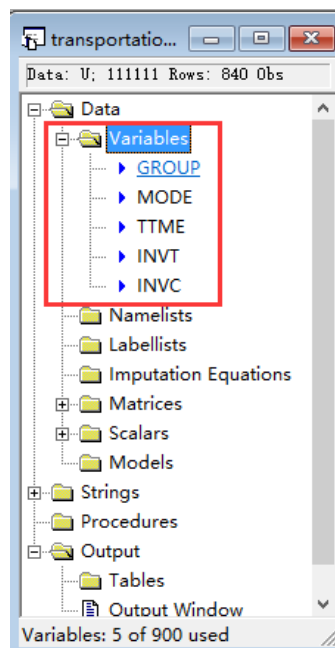 transportatio...
Data: U; 111111 Rows: 840 Obs
Data
Variables
GROUP
MODE
TTME
INVT
INVC
Namelists
Labellists
Imputation Equations
Matrices
Scalars
Models
Strings
Procedures
Output
Tables
Output Window
Variables: 5 of 900 used